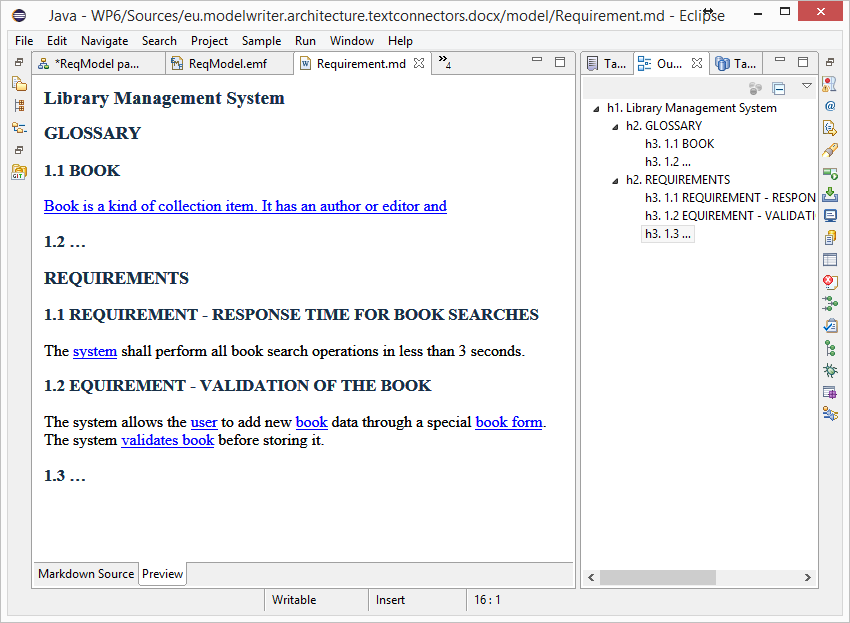 Java - WP6/Sources/eu.modelwriter.architecture.textconnectors.docx/model/Requirement.md - Eclipse
File Edit Navigate Search Project Sample Run Window Help
*ReqModel pa... ReqModel.emf Requirement.md »4
Ta... Ou... Ta...
Library Management System
GLOSSARY
1.1 BOOK
Book is a kind of collection item. It has an author or editor and
1.2 …
REQUIREMENTS
1.1 REQUIREMENT - RESPONSE TIME FOR BOOK SEARCHES
The system shall perform all book search operations in less than 3 seconds.
1.2 EQUIREMENT - VALIDATION OF THE BOOK
The system allows the user to add new book data through a special book form.
The system validates book before storing it.
1.3 …
h1. Library Management System
h2. GLOSSARY
h3. 1.1 BOOK
h3. 1.2 ...
h2. REQUIREMENTS
h3. 1.1 REQUIREMENT - RESPON
h3. 1.2 EQUIREMENT - VALIDATI
h3. 1.3 ...
GIT
Markdown Source Preview
Writable Insert 16 : 1